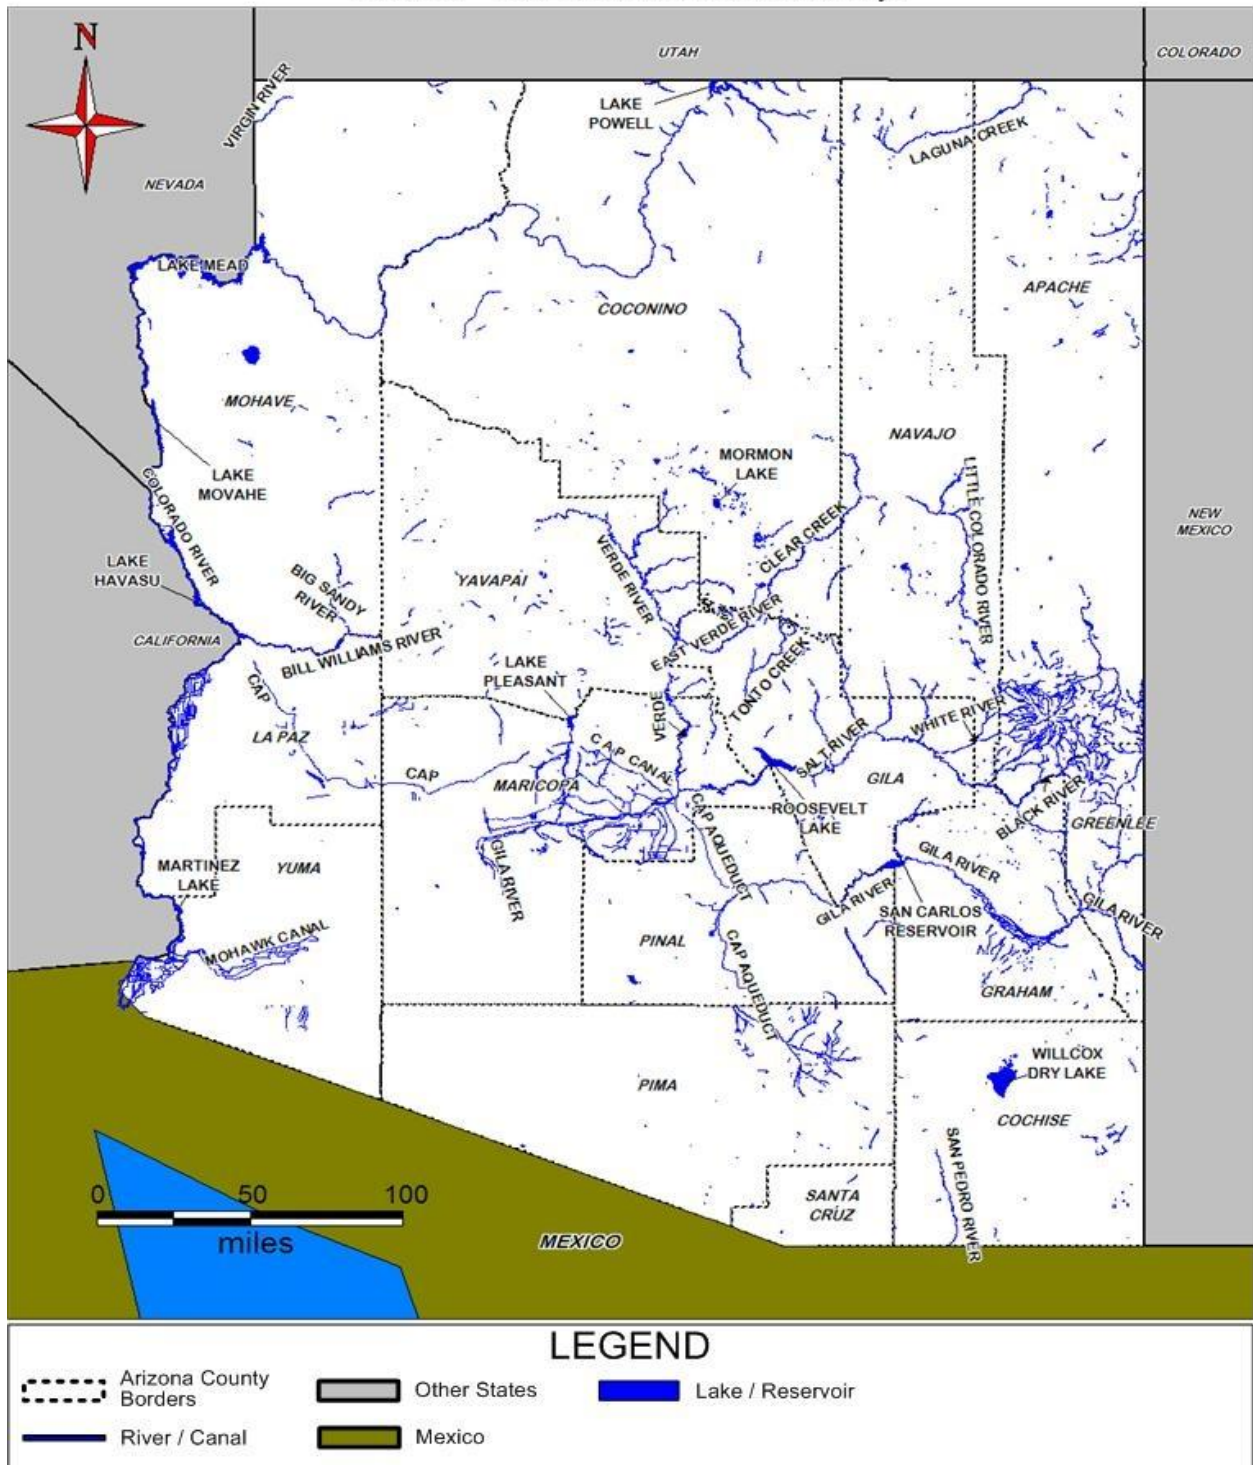 N
UTAH
COLORADO
VIRGIN RIVER
LAKE
POWELL
LAGUNA CREEK
NEVADA
LAKE MEAD
COCONINO
APACHE
MOHAVE
NAVAJO
MORMON
LAKE
LAKE
MOVAHE
COLORADO RIVER
LITTLE COLORADO RIVER
NEW
MEXICO
CLEAR CREEK
LAKE
HAVASU
BIG SANDY
RIVER
YAVAPAI
VERDE RIVER
EAST VERDE RIVER
CALIFORNIA
BILL WILLIAMS RIVER
LAKE
PLEASANT
TONTO CREEK
CAP
VERDE
WHITE RIVER
LA PAZ
CAP CANAL
SALT RIVER
CAP
MARICOPA
GILA
ROOSEVELT
LAKE
BLACK RIVER
GREENLEE
CAP AQUEDUCT
MARTINEZ
LAKE
YUMA
GILA RIVER
GILA RIVER
GILA RIVER
SAN CARLOS
RESERVOIR
GILA RIVER
MOHAWK CANAL
PINAL
CAP AQUEDUCT
GRAHAM
WILLCOX
DRY LAKE
PIMA
COCHISE
SAN PEDRO RIVER
SANTA
CRUZ
0 50 100
miles
MEXICO
LEGEND
Arizona County
Borders
Other States
Lake / Reservoir
River / Canal
Mexico